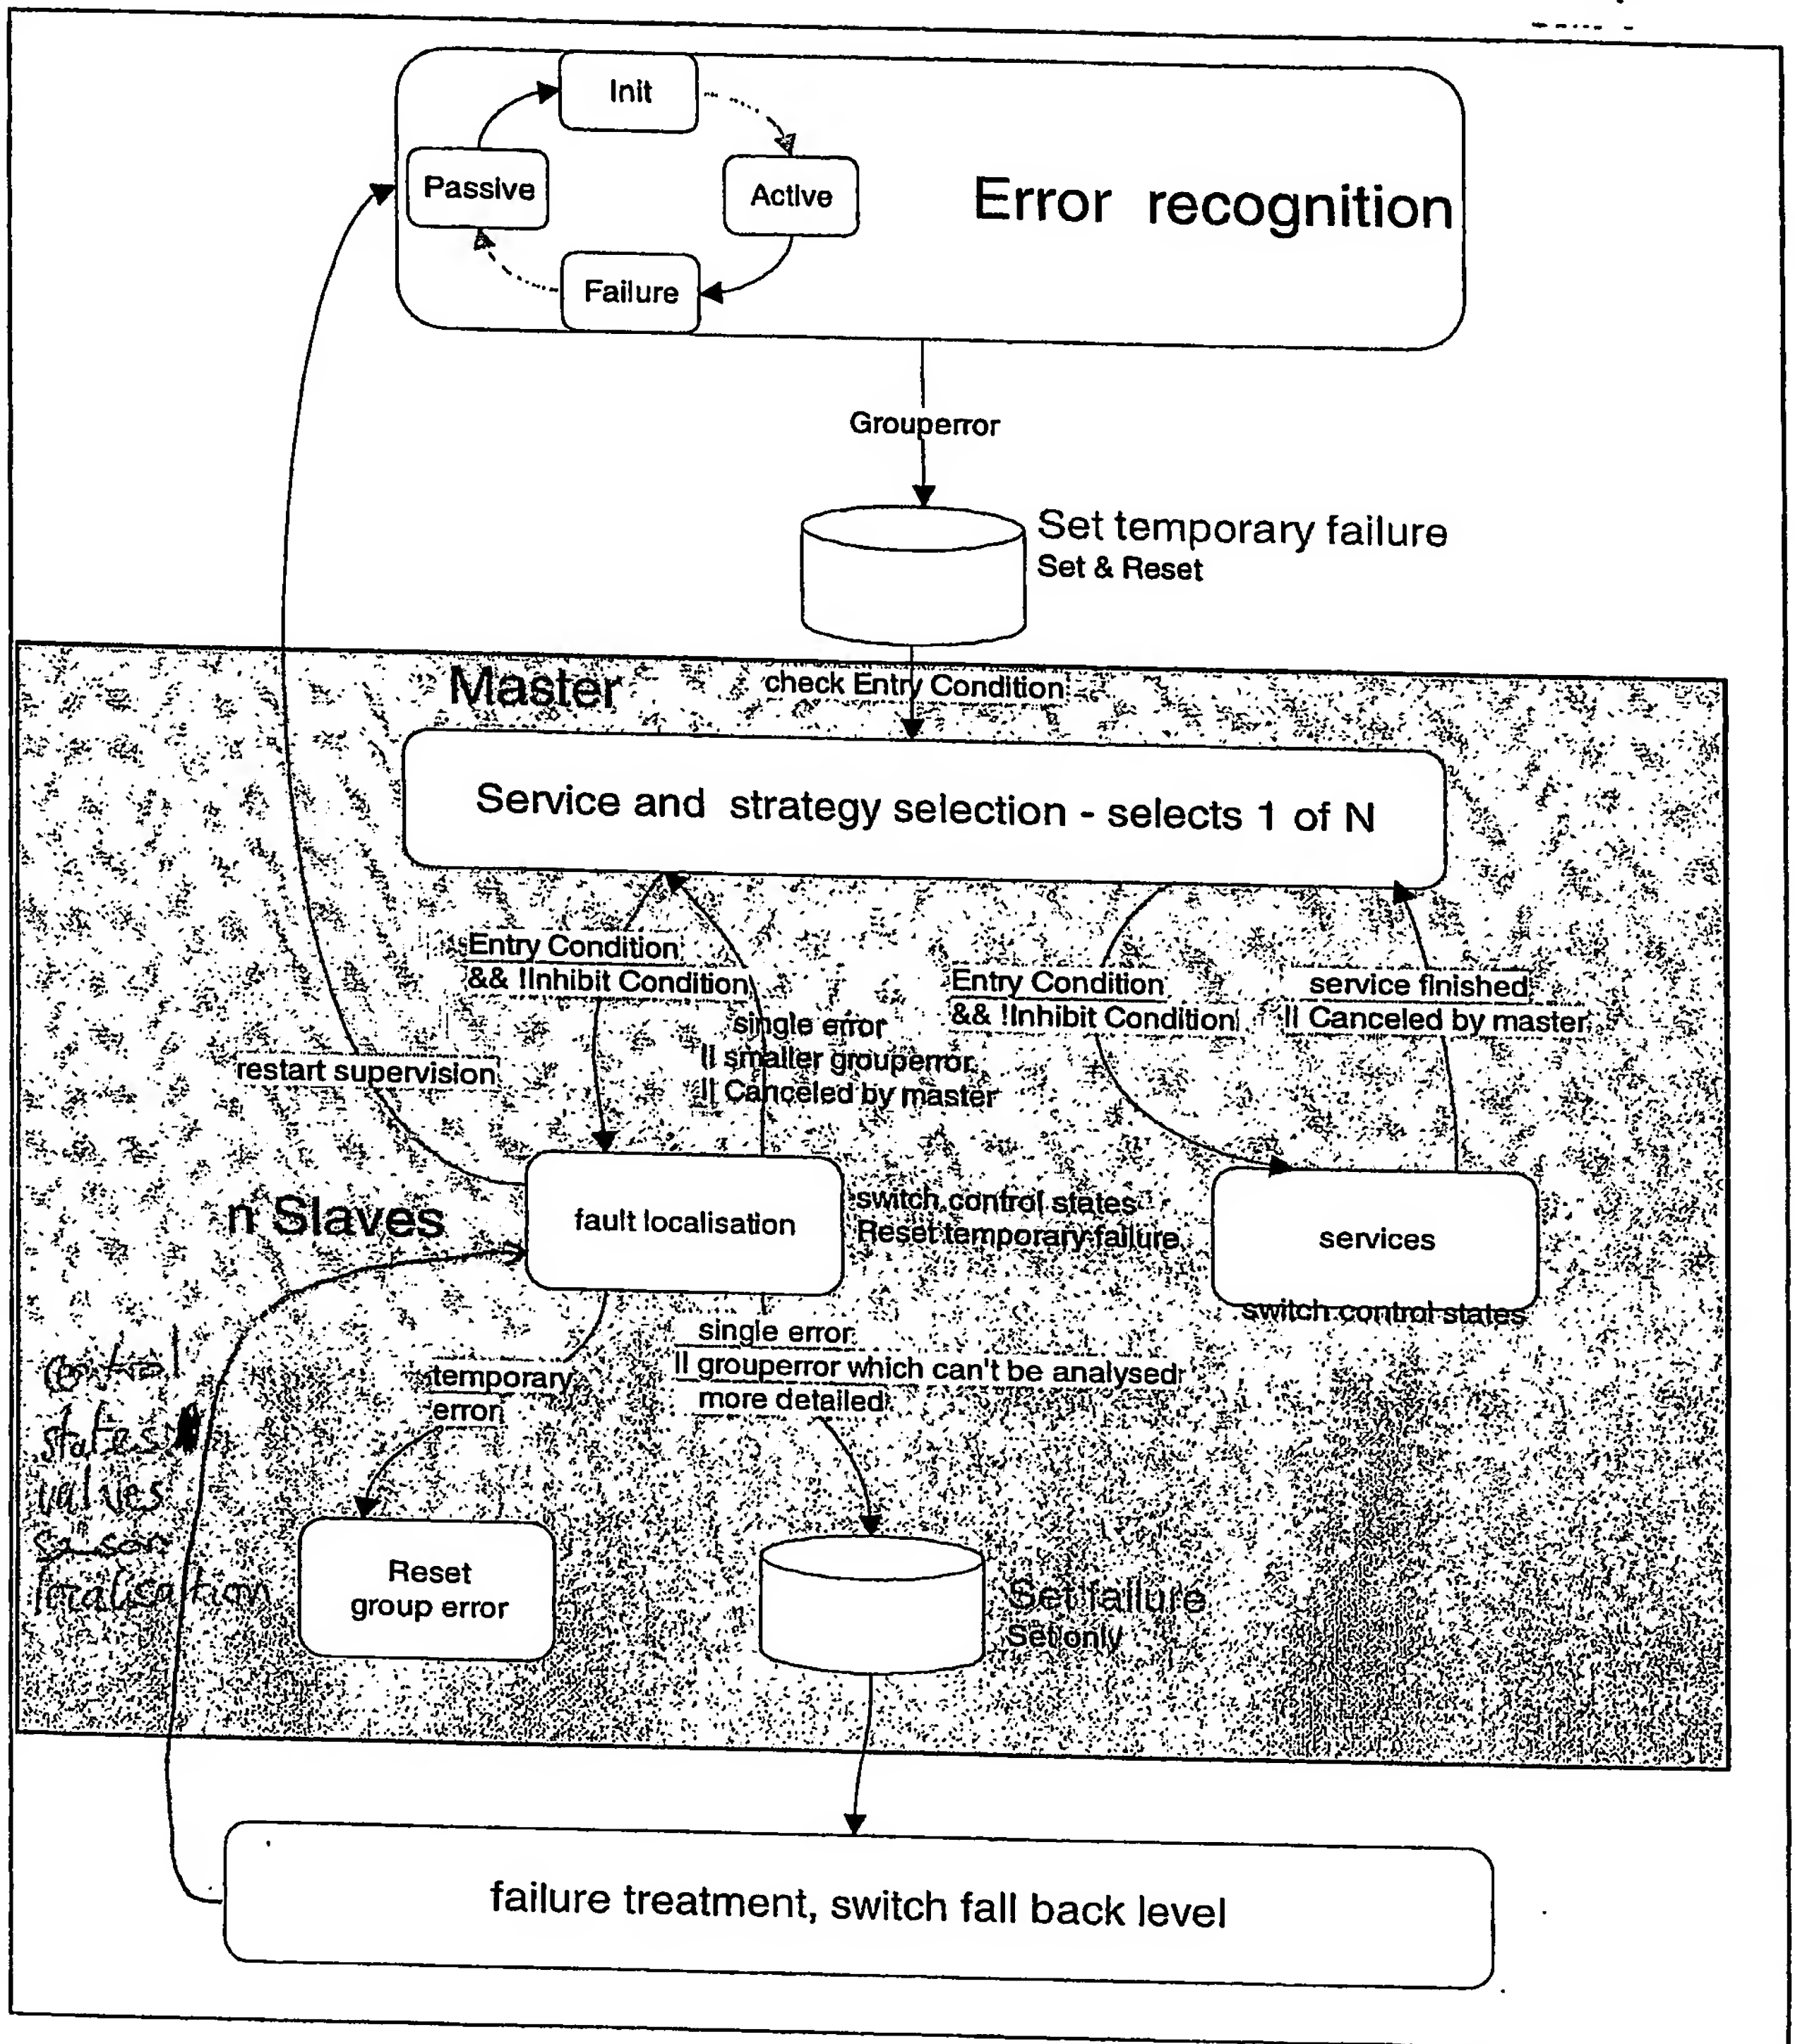 Init
Passive
Active
Error recognition
Failure
Grouperror
Set temporary failure
Set & Reset
Master
check Entry Condition
Service and strategy selection - selects 1 of N
Entry Condition
&& !Inhibit Condition
single error
|| smaller grouperror
|| Canceled by master
Entry Condition
&& !Inhibit Condition
service finished
|| Canceled by master
restart supervision
n Slaves
fault localisation
switch control states
Reset temporary failure
services
switch control states
single error
|| grouperror which can't be analysed
more detailed
temporary
error
control
states
valves
localisation
Reset
group error
Set failure
Set only
failure treatment, switch fall back level